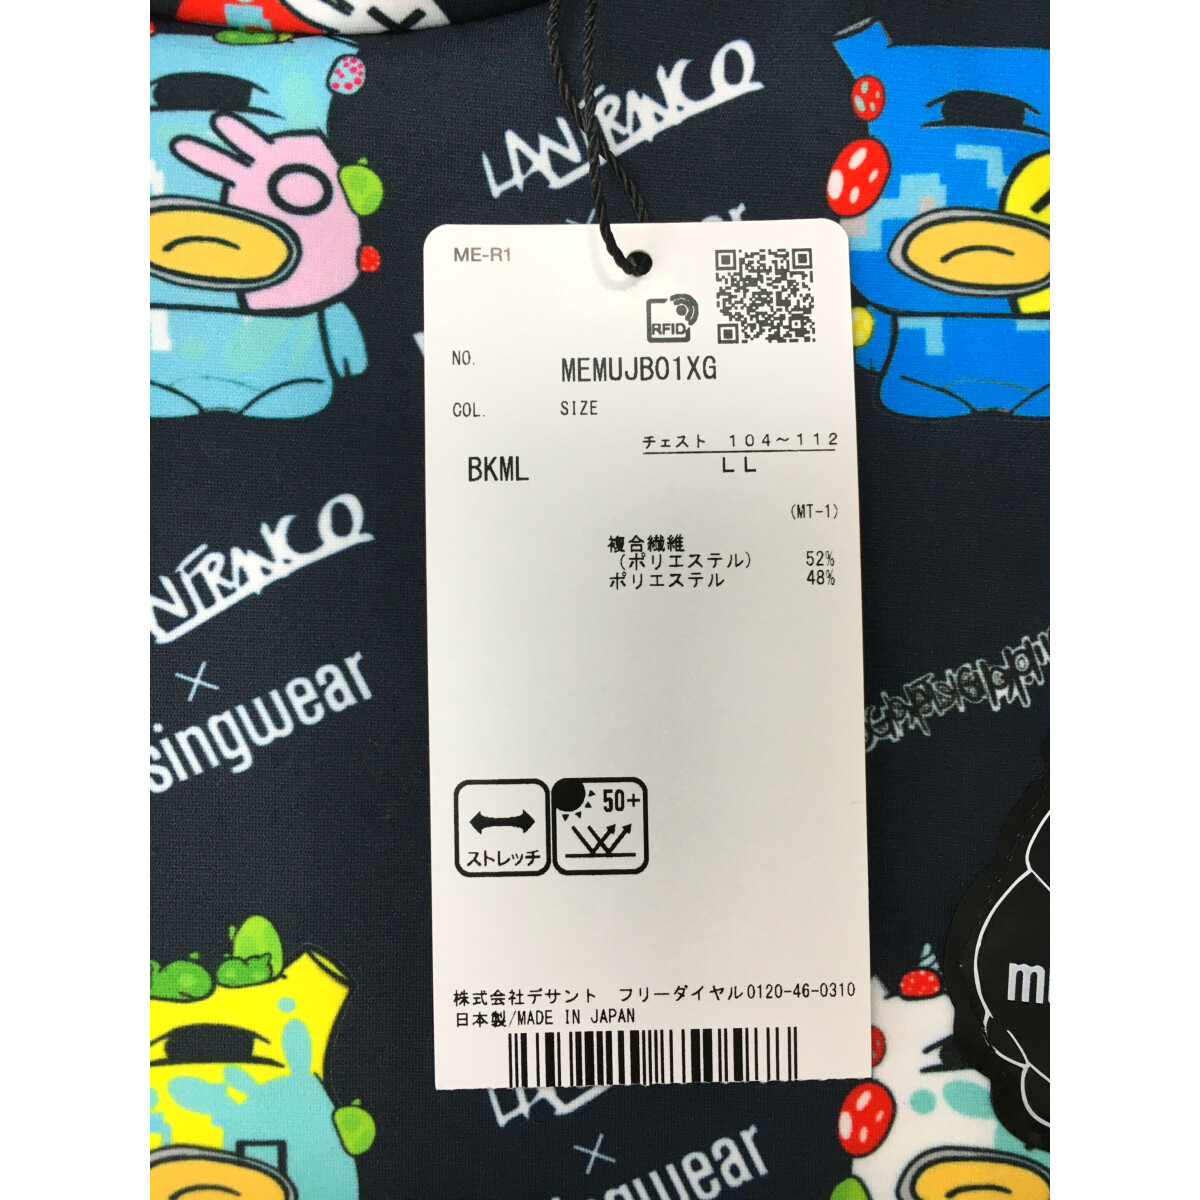 LANFRANCO
ME-R1
RFID
NO.
MEMUJB01XG
COL.
SIZE
チェスト 104～112
BKML
LL
(MT-1)
複合繊維
(ポリエステル) 52%
ポリエステル 48%
ANFRANCO
×
singwear
50+
ストレッチ
株式会社デサント フリーダイヤル0120-46-0310
日本製/MADE IN JAPAN
×
singwear